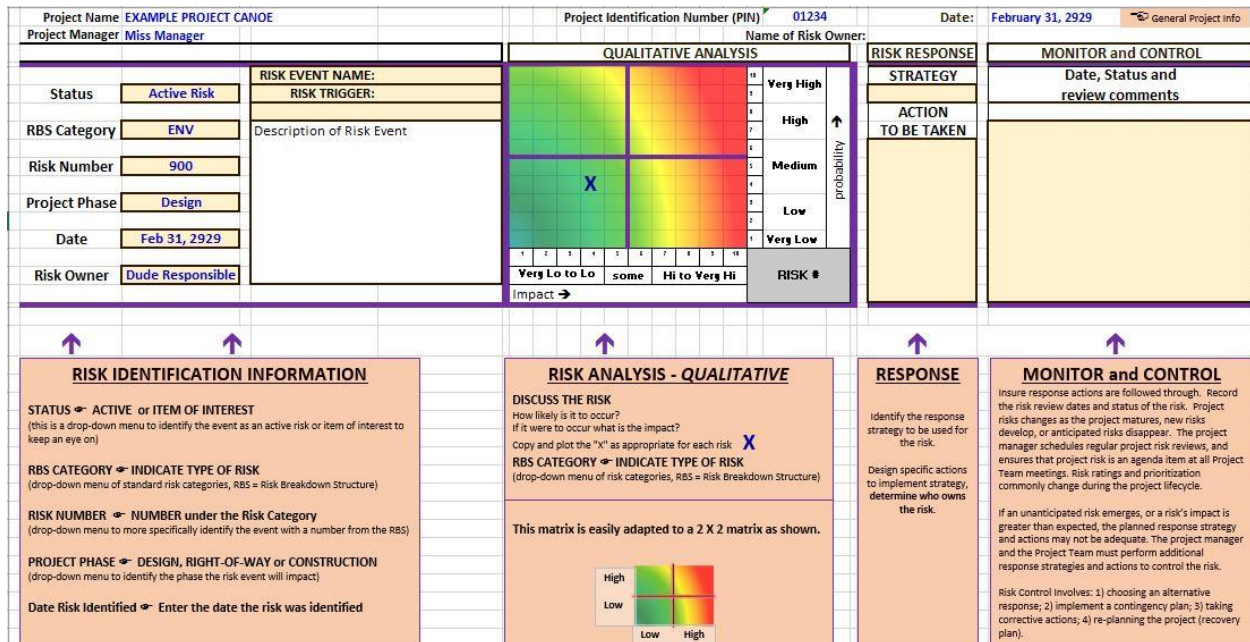 Project Name EXAMPLE PROJECT CANOE Project Identification Number (PIN) 01234 Date: February 31, 2929 ☜ General Project Info
Project Manager Miss Manager Name of Risk Owner:
QUALITATIVE ANALYSIS RISK RESPONSE MONITOR and CONTROL
Status Active Risk
RBS Category ENV
Risk Number 900
Project Phase Design
Date Feb 31, 2929
Risk Owner Dude Responsible
RISK EVENT NAME:
RISK TRIGGER:
Description of Risk Event
X
10
9
8
7
6
5
4
3
2
1
Very High
High
Medium
Low
Very Low
↑
probability
1 2 3 4 5 6 7 8 9 10
Very Lo to Lo some Hi to Very Hi
Impact →
RISK #
STRATEGY
ACTION
TO BE TAKEN
Date, Status and
review comments
RISK IDENTIFICATION INFORMATION
STATUS ☜ ACTIVE or ITEM OF INTEREST
(this is a drop-down menu to identify the event as an active risk or item of interest to
keep an eye on)
RBS CATEGORY ☜ INDICATE TYPE OF RISK
(drop-down menu of standard risk categories, RBS = Risk Breakdown Structure)
RISK NUMBER ☜ NUMBER under the Risk Category
(drop-down menu to more specifically identify the event with a number from the RBS)
PROJECT PHASE ☜ DESIGN, RIGHT-OF-WAY or CONSTRUCTION
(drop-down menu to identify the phase the risk event will impact)
Date Risk Identified ☜ Enter the date the risk was identified
RISK ANALYSIS - QUALITATIVE
DISCUSS THE RISK
How likely is it to occur?
If it were to occur what is the impact?
Copy and plot the "X" as appropriate for each risk X
RBS CATEGORY ☜ INDICATE TYPE OF RISK
(drop-down menu of risk categories, RBS = Risk Breakdown Structure)
This matrix is easily adapted to a 2 X 2 matrix as shown.
High
Low
Low High
RESPONSE
Identify the response
strategy to be used for
the risk.
Design specific actions
to implement strategy,
determine who owns
the risk.
MONITOR and CONTROL
Insure response actions are followed through. Record
the risk review dates and status of the risk. Project
risks changes as the project matures, new risks
develop, or anticipated risks disappear. The project
manager schedules regular project risk reviews, and
ensures that project risk is an agenda item at all Project
Team meetings. Risk ratings and prioritization
commonly change during the project lifecycle.
If an unanticipated risk emerges, or a risk's impact is
greater than expected, the planned response strategy
and actions may not be adequate. The project manager
and the Project Team must perform additional
response strategies and actions to control the risk.
Risk Control Involves: 1) choosing an alternative
response; 2) implement a contingency plan; 3) taking
corrective actions; 4) re-planning the project (recovery
plan).